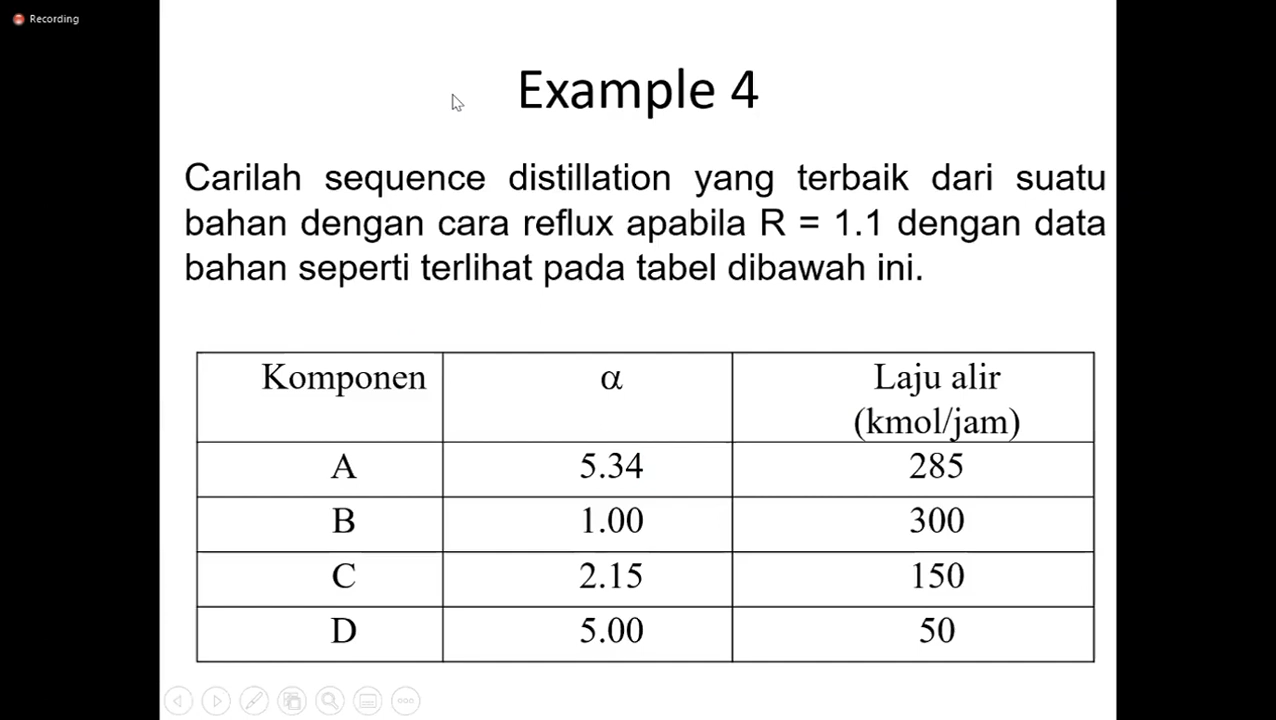 Recording
Example 4
Carilah sequence distillation yang terbaik dari suatu
bahan dengan cara reflux apabila R = 1.1 dengan data
bahan seperti terlihat pada tabel dibawah ini.
Komponen α Laju alir
(kmol/jam)
A 5.34 285
B 1.00 300
C 2.15 150
D 5.00 50